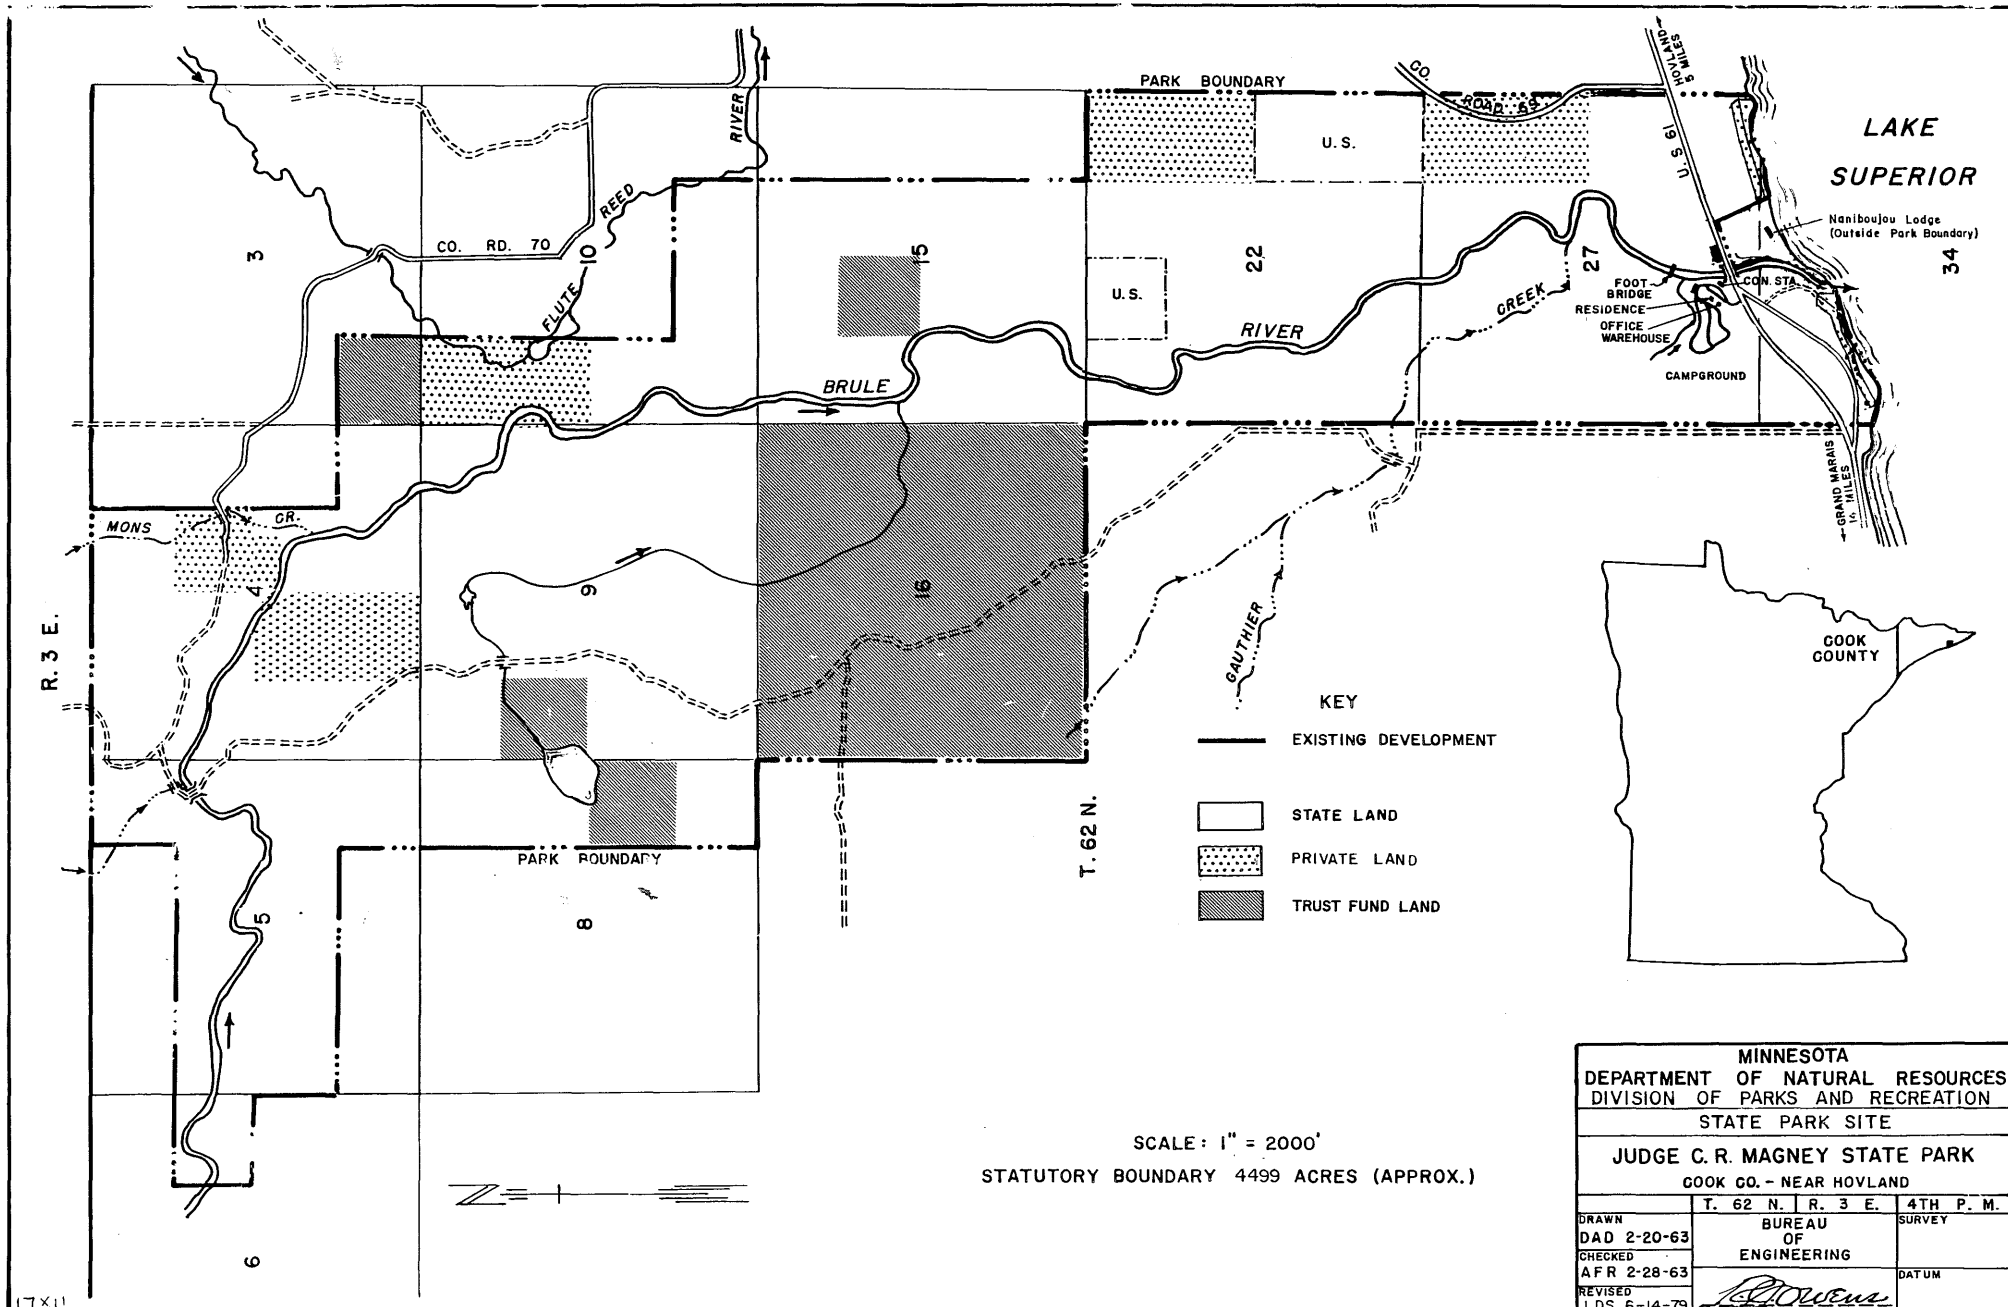 PARK BOUNDARY
CO.
ROAD 69
HOVLAND
5 MILES
U.S. 61
LAKE
SUPERIOR
Naniboujou Lodge
(Outside Park Boundary)
34
RIVER
REED
FLUTE
CO. RD. 70
3
10
15
U.S.
22
27
U.S.
CREEK
FOOT
BRIDGE
RESIDENCE
OFFICE
WAREHOUSE
CON. STA.
CAMPGROUND
RIVER
BRULE
MONS
CR.
4
9
16
R. 3 E.
GAUTHIER
GRAND MARAIS
14 MILES
COOK
COUNTY
KEY
EXISTING DEVELOPMENT
STATE LAND
PRIVATE LAND
TRUST FUND LAND
T. 62 N.
PARK BOUNDARY
5
8
6
SCALE: 1" = 2000'
STATUTORY BOUNDARY 4499 ACRES (APPROX.)
Z
MINNESOTA
DEPARTMENT OF NATURAL RESOURCES
DIVISION OF PARKS AND RECREATION
STATE PARK SITE
JUDGE C. R. MAGNEY STATE PARK
COOK CO. - NEAR HOVLAND
T. 62 N. R. 3 E. 4TH P. M.
DRAWN
DAD 2-20-63
CHECKED
AFR 2-28-63
REVISED
LDS 6-14-79
BUREAU
OF
ENGINEERING
SURVEY
DATUM
17X11